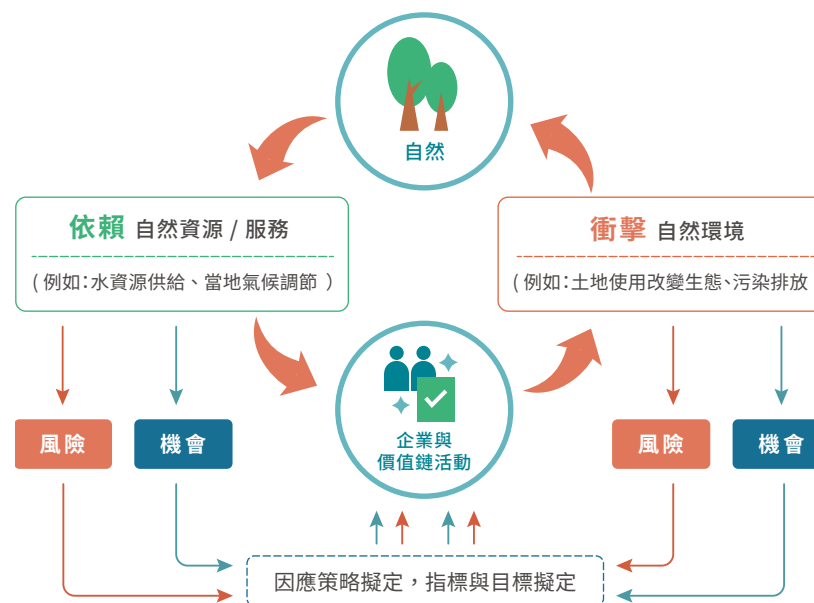 自然
依賴 自然資源 / 服務
( 例如：水資源供給、當地氣候調節 )
衝擊 自然環境
( 例如：土地使用改變生態、污染排放
企業與
價值鏈活動
風險
機會
風險
機會
因應策略擬定，指標與目標擬定